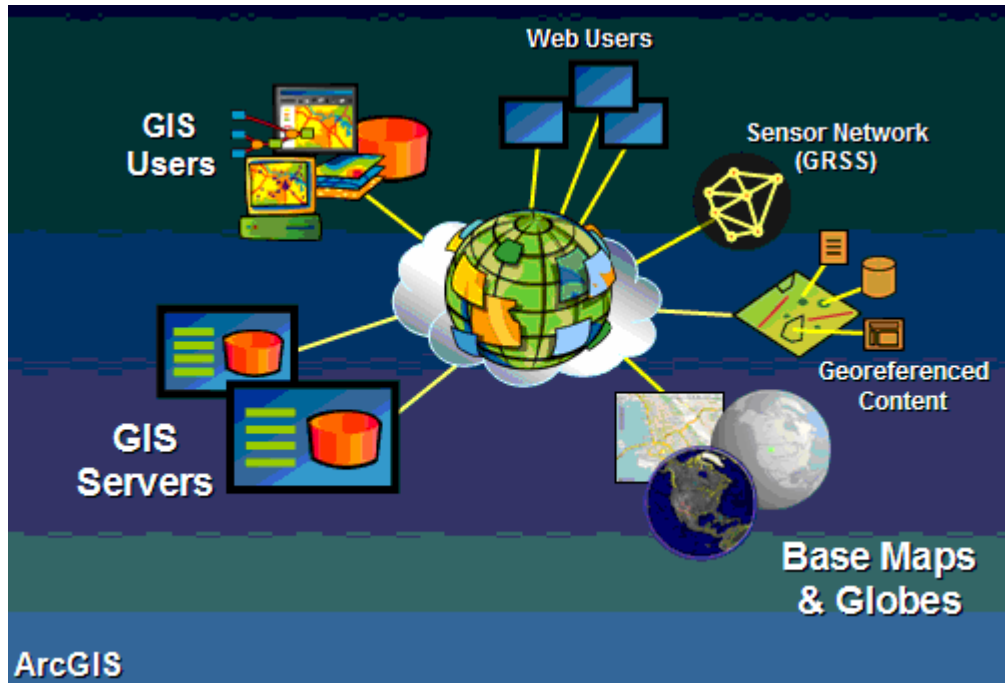 Web Users
GIS
Users
Sensor Network
(GRSS)
Georeferenced
Content
GIS
Servers
Base Maps
& Globes
ArcGIS